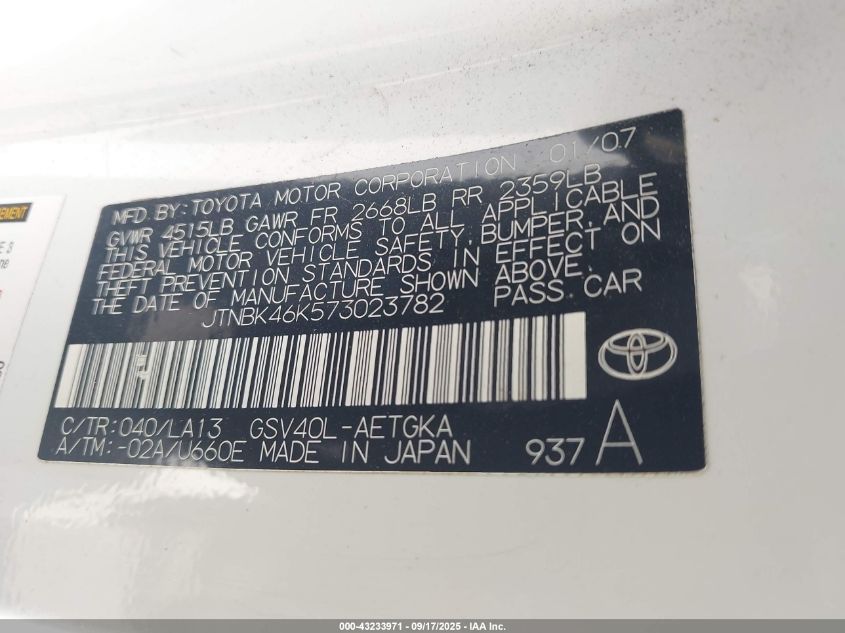 EMENT
MFD. BY: TOYOTA MOTOR CORPORATION 01/07
GVWR 4515LB GAWR FR 2668LB RR 2359LB
THIS VEHICLE CONFORMS TO ALL APPLICABLE
FEDERAL MOTOR VEHICLE SAFETY, BUMPER, AND
THEFT PREVENTION STANDARDS IN EFFECT ON
THE DATE OF MANUFACTURE SHOWN ABOVE.
JTNBK46K573023782 PASS. CAR
C/TR: 040/LA13 GSV40L-AETGKA
A/TM: -02A/U660E MADE IN JAPAN 937 A
000-43233971 - 09/17/2025 - IAA Inc.